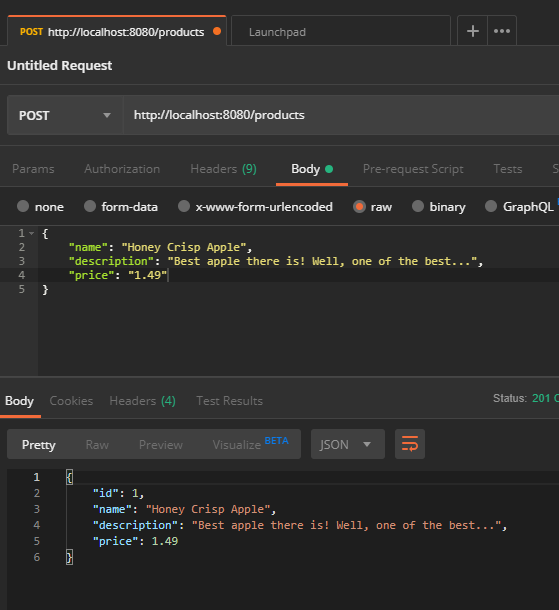 POST http://localhost:8080/products Launchpad
Untitled Request
POST http://localhost:8080/products
Params Authorization Headers (9) Body Pre-request Script Tests S
none form-data x-www-form-urlencoded raw binary GraphQL
1 {
2 "name": "Honey Crisp Apple",
3 "description": "Best apple there is! Well, one of the best...",
4 "price": "1.49"
5 }
Body Cookies Headers (4) Test Results Status: 201 C
Pretty Raw Preview Visualize BETA JSON
1 {
2 "id": 1,
3 "name": "Honey Crisp Apple",
4 "description": "Best apple there is! Well, one of the best...",
5 "price": 1.49
6 }